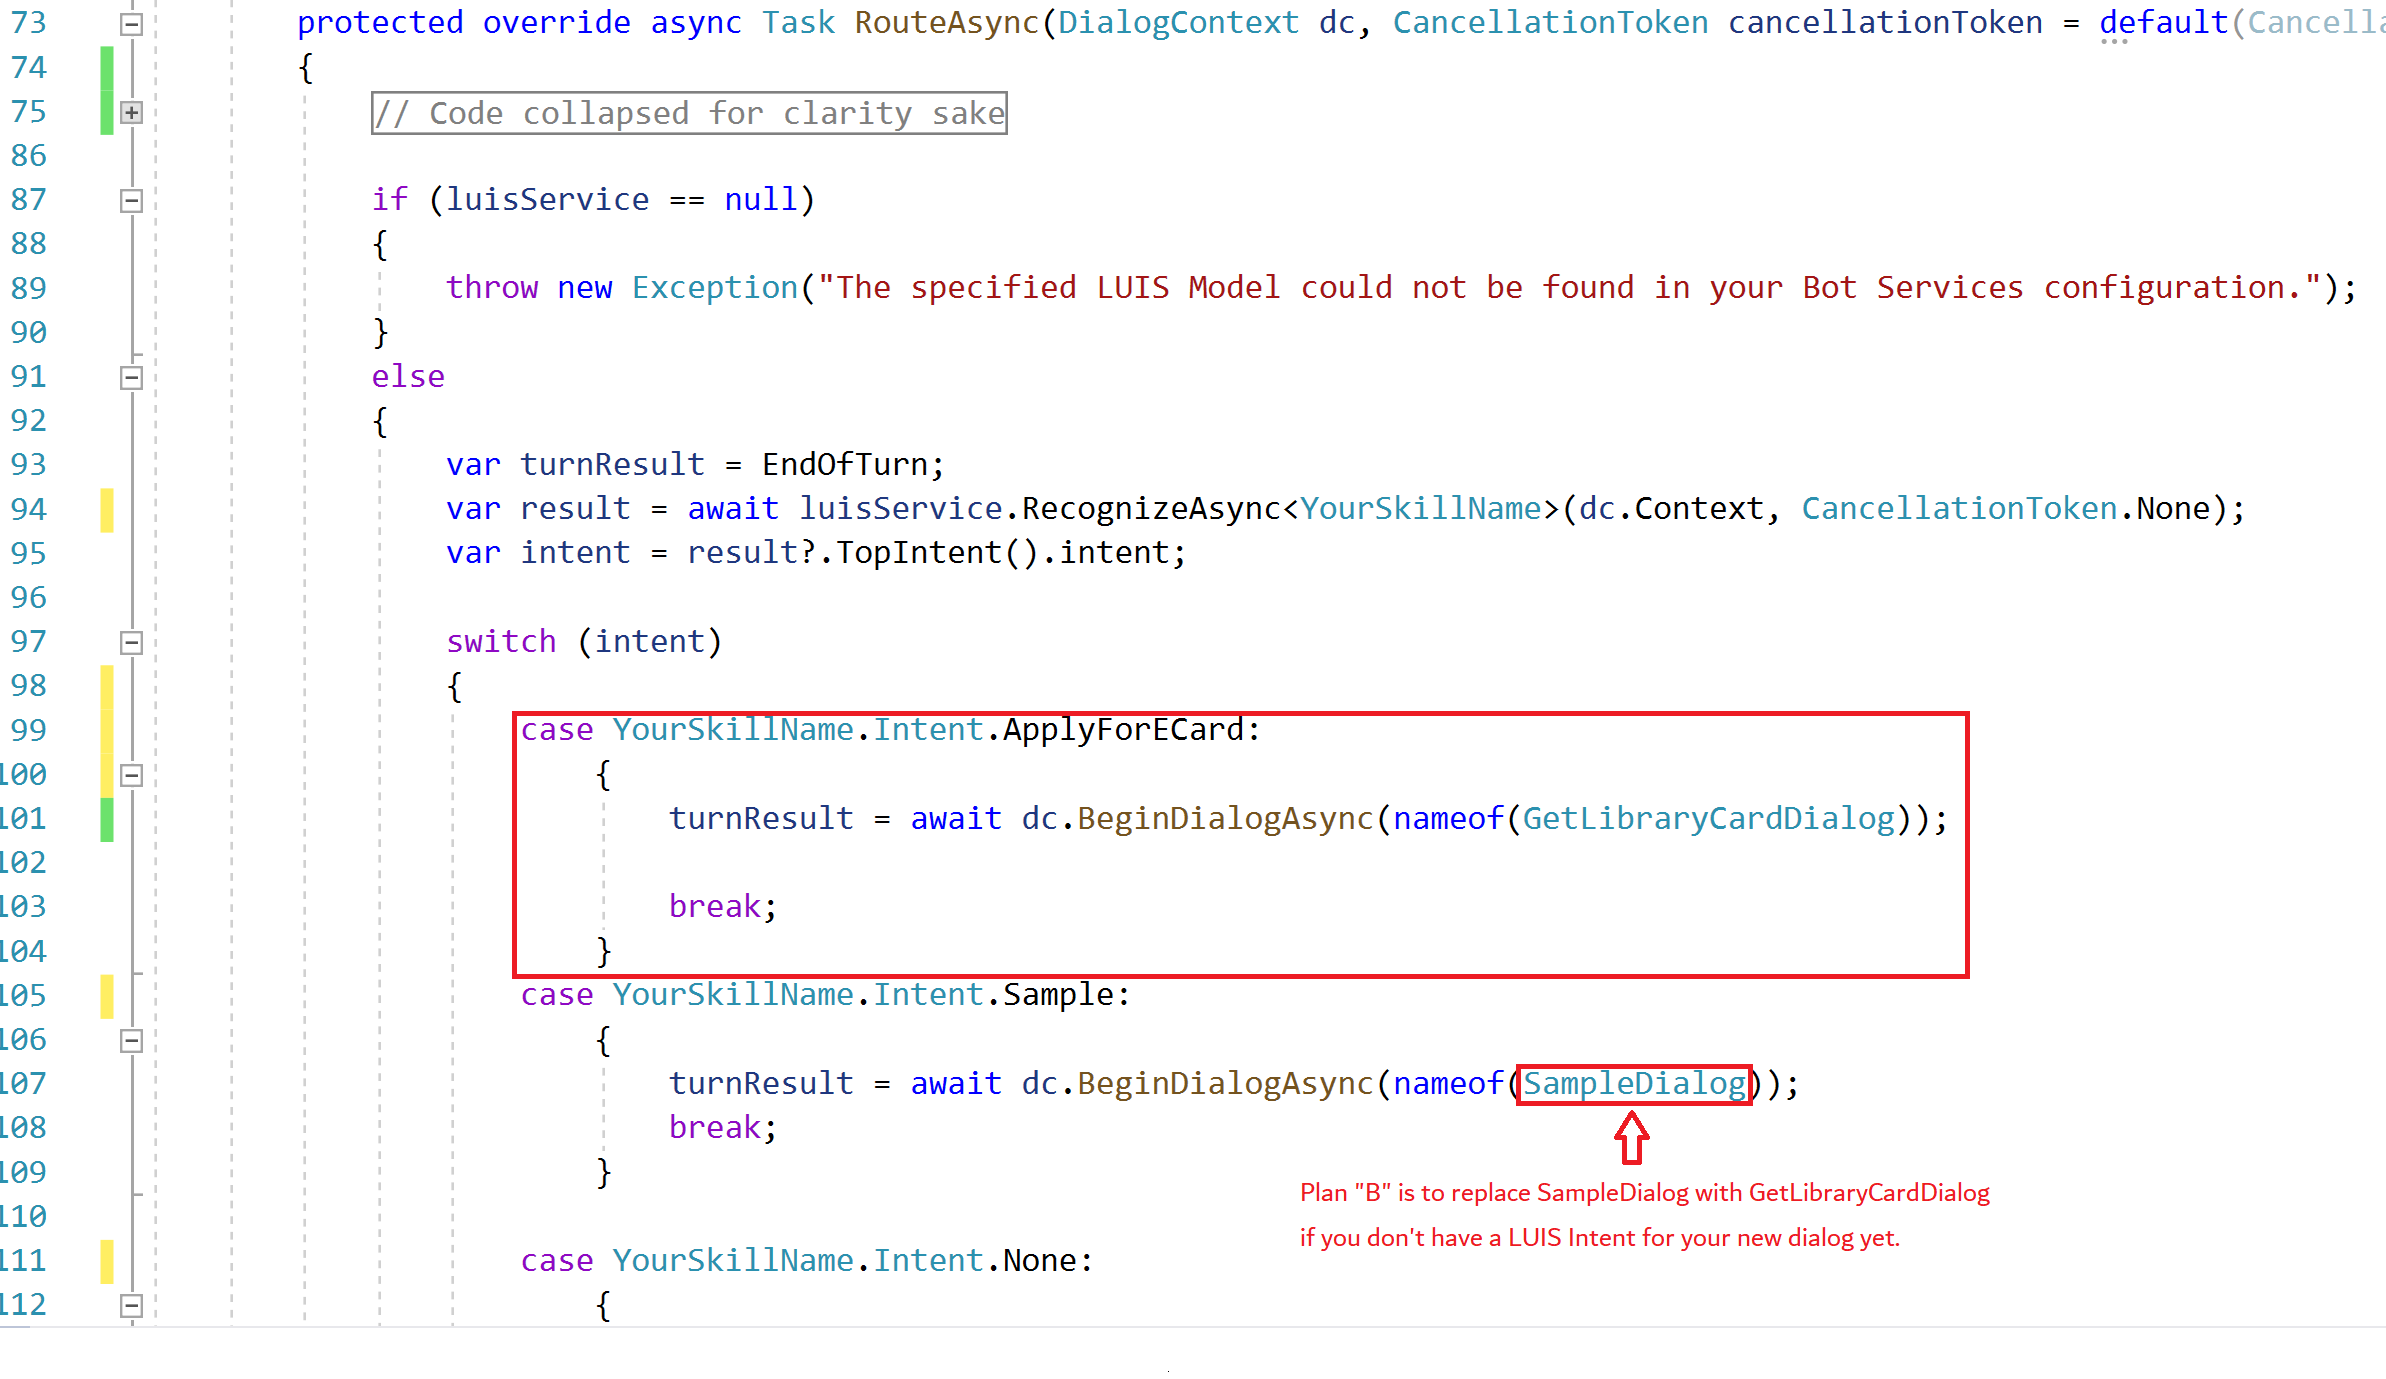 73 protected override async Task RouteAsync(DialogContext dc, CancellationToken cancellationToken = default(Cancella
74 {
75 // Code collapsed for clarity sake
86
87 if (luisService == null)
88 {
89 throw new Exception("The specified LUIS Model could not be found in your Bot Services configuration.");
90 }
91 else
92 {
93 var turnResult = EndOfTurn;
94 var result = await luisService.RecognizeAsync<YourSkillName>(dc.Context, CancellationToken.None);
95 var intent = result?.TopIntent().intent;
96
97 switch (intent)
98 {
99 case YourSkillName.Intent.ApplyForECard:
100 {
101 turnResult = await dc.BeginDialogAsync(nameof(GetLibraryCardDialog));
102
103 break;
104 }
105 case YourSkillName.Intent.Sample:
106 {
107 turnResult = await dc.BeginDialogAsync(nameof(SampleDialog));
108 break;
109 }
Plan "B" is to replace SampleDialog with GetLibraryCardDialog
110
if you don't have a LUIS Intent for your new dialog yet.
111 case YourSkillName.Intent.None:
112 {